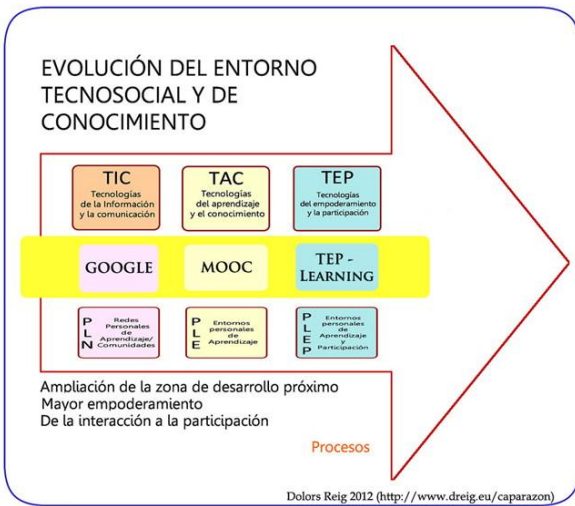 EVOLUCIÓN DEL ENTORNO
TECNOSOCIAL Y DE
CONOCIMIENTO
TIC
Tecnologías
de la Información
y la comunicación
TAC
Tecnologías
del aprendizaje
y el conocimiento
TEP
Tecnologías
del empoderamiento
y la participación
GOOGLE
MOOC
TEP -
LEARNING
PLN
Redes
Personales
de
Aprendizaje/
Comunidades
PLE
Entornos
personales
de
Aprendizaje
PLEP
Entornos
personales
de
Aprendizaje
y
Participación
Ampliación de la zona de desarrollo próximo
Mayor empoderamiento
De la interacción a la participación
Procesos
Dolors Reig 2012 (http://www.dreig.eu/caparazon)